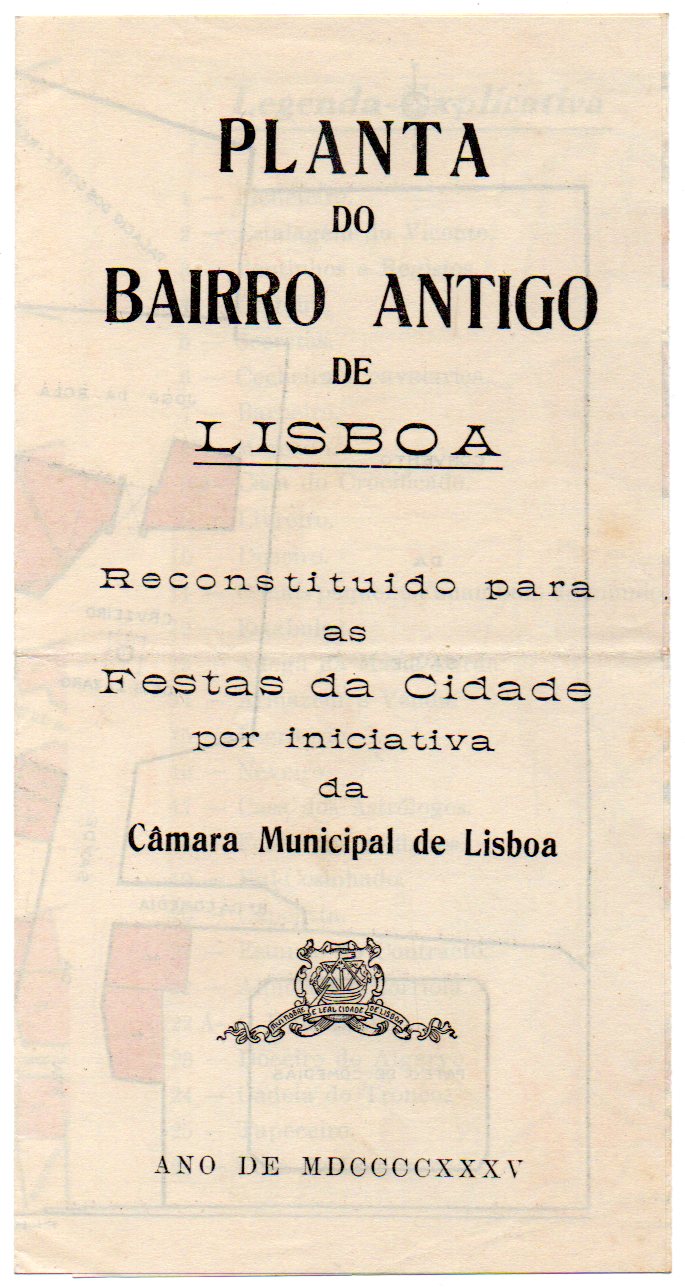 PLANTA
DO
BAIRRO ANTIGO
DE
LISBOA
Reconstituido para
as
Festas da Cidade
por iniciativa
da
Câmara Municipal de Lisboa
MUI NOBRE E LEAL CIDADE DE LISBOA
ANO DE MDCCCCXXXV